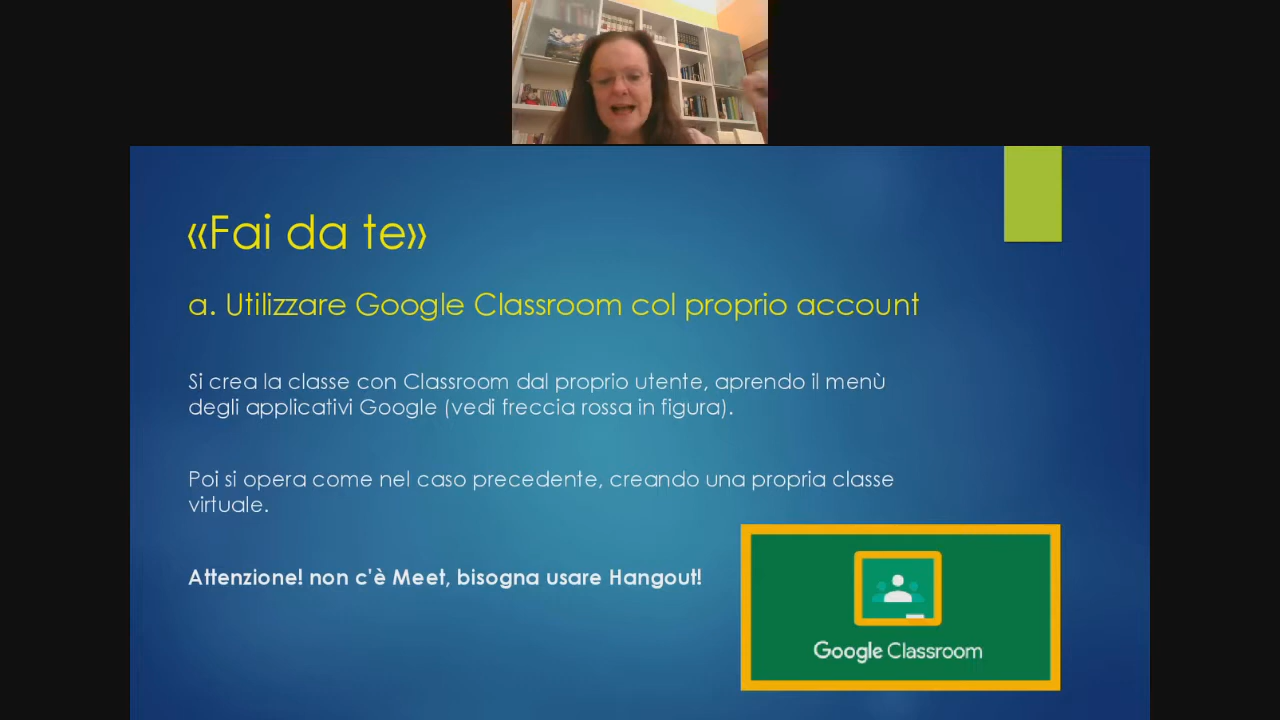 «Fai da te»
a. Utilizzare Google Classroom col proprio account
Si crea la classe con Classroom dal proprio utente, aprendo il menù
degli applicativi Google (vedi freccia rossa in figura).
Poi si opera come nel caso precedente, creando una propria classe
virtuale.
Attenzione! non c'è Meet, bisogna usare Hangout!
Google Classroom